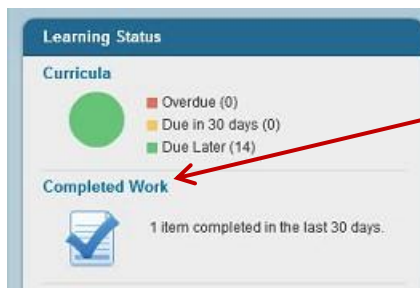 Learning Status
Curricula
Overdue (0)
Due in 30 days (0)
Due Later (14)
Completed Work
1 item completed in the last 30 days.